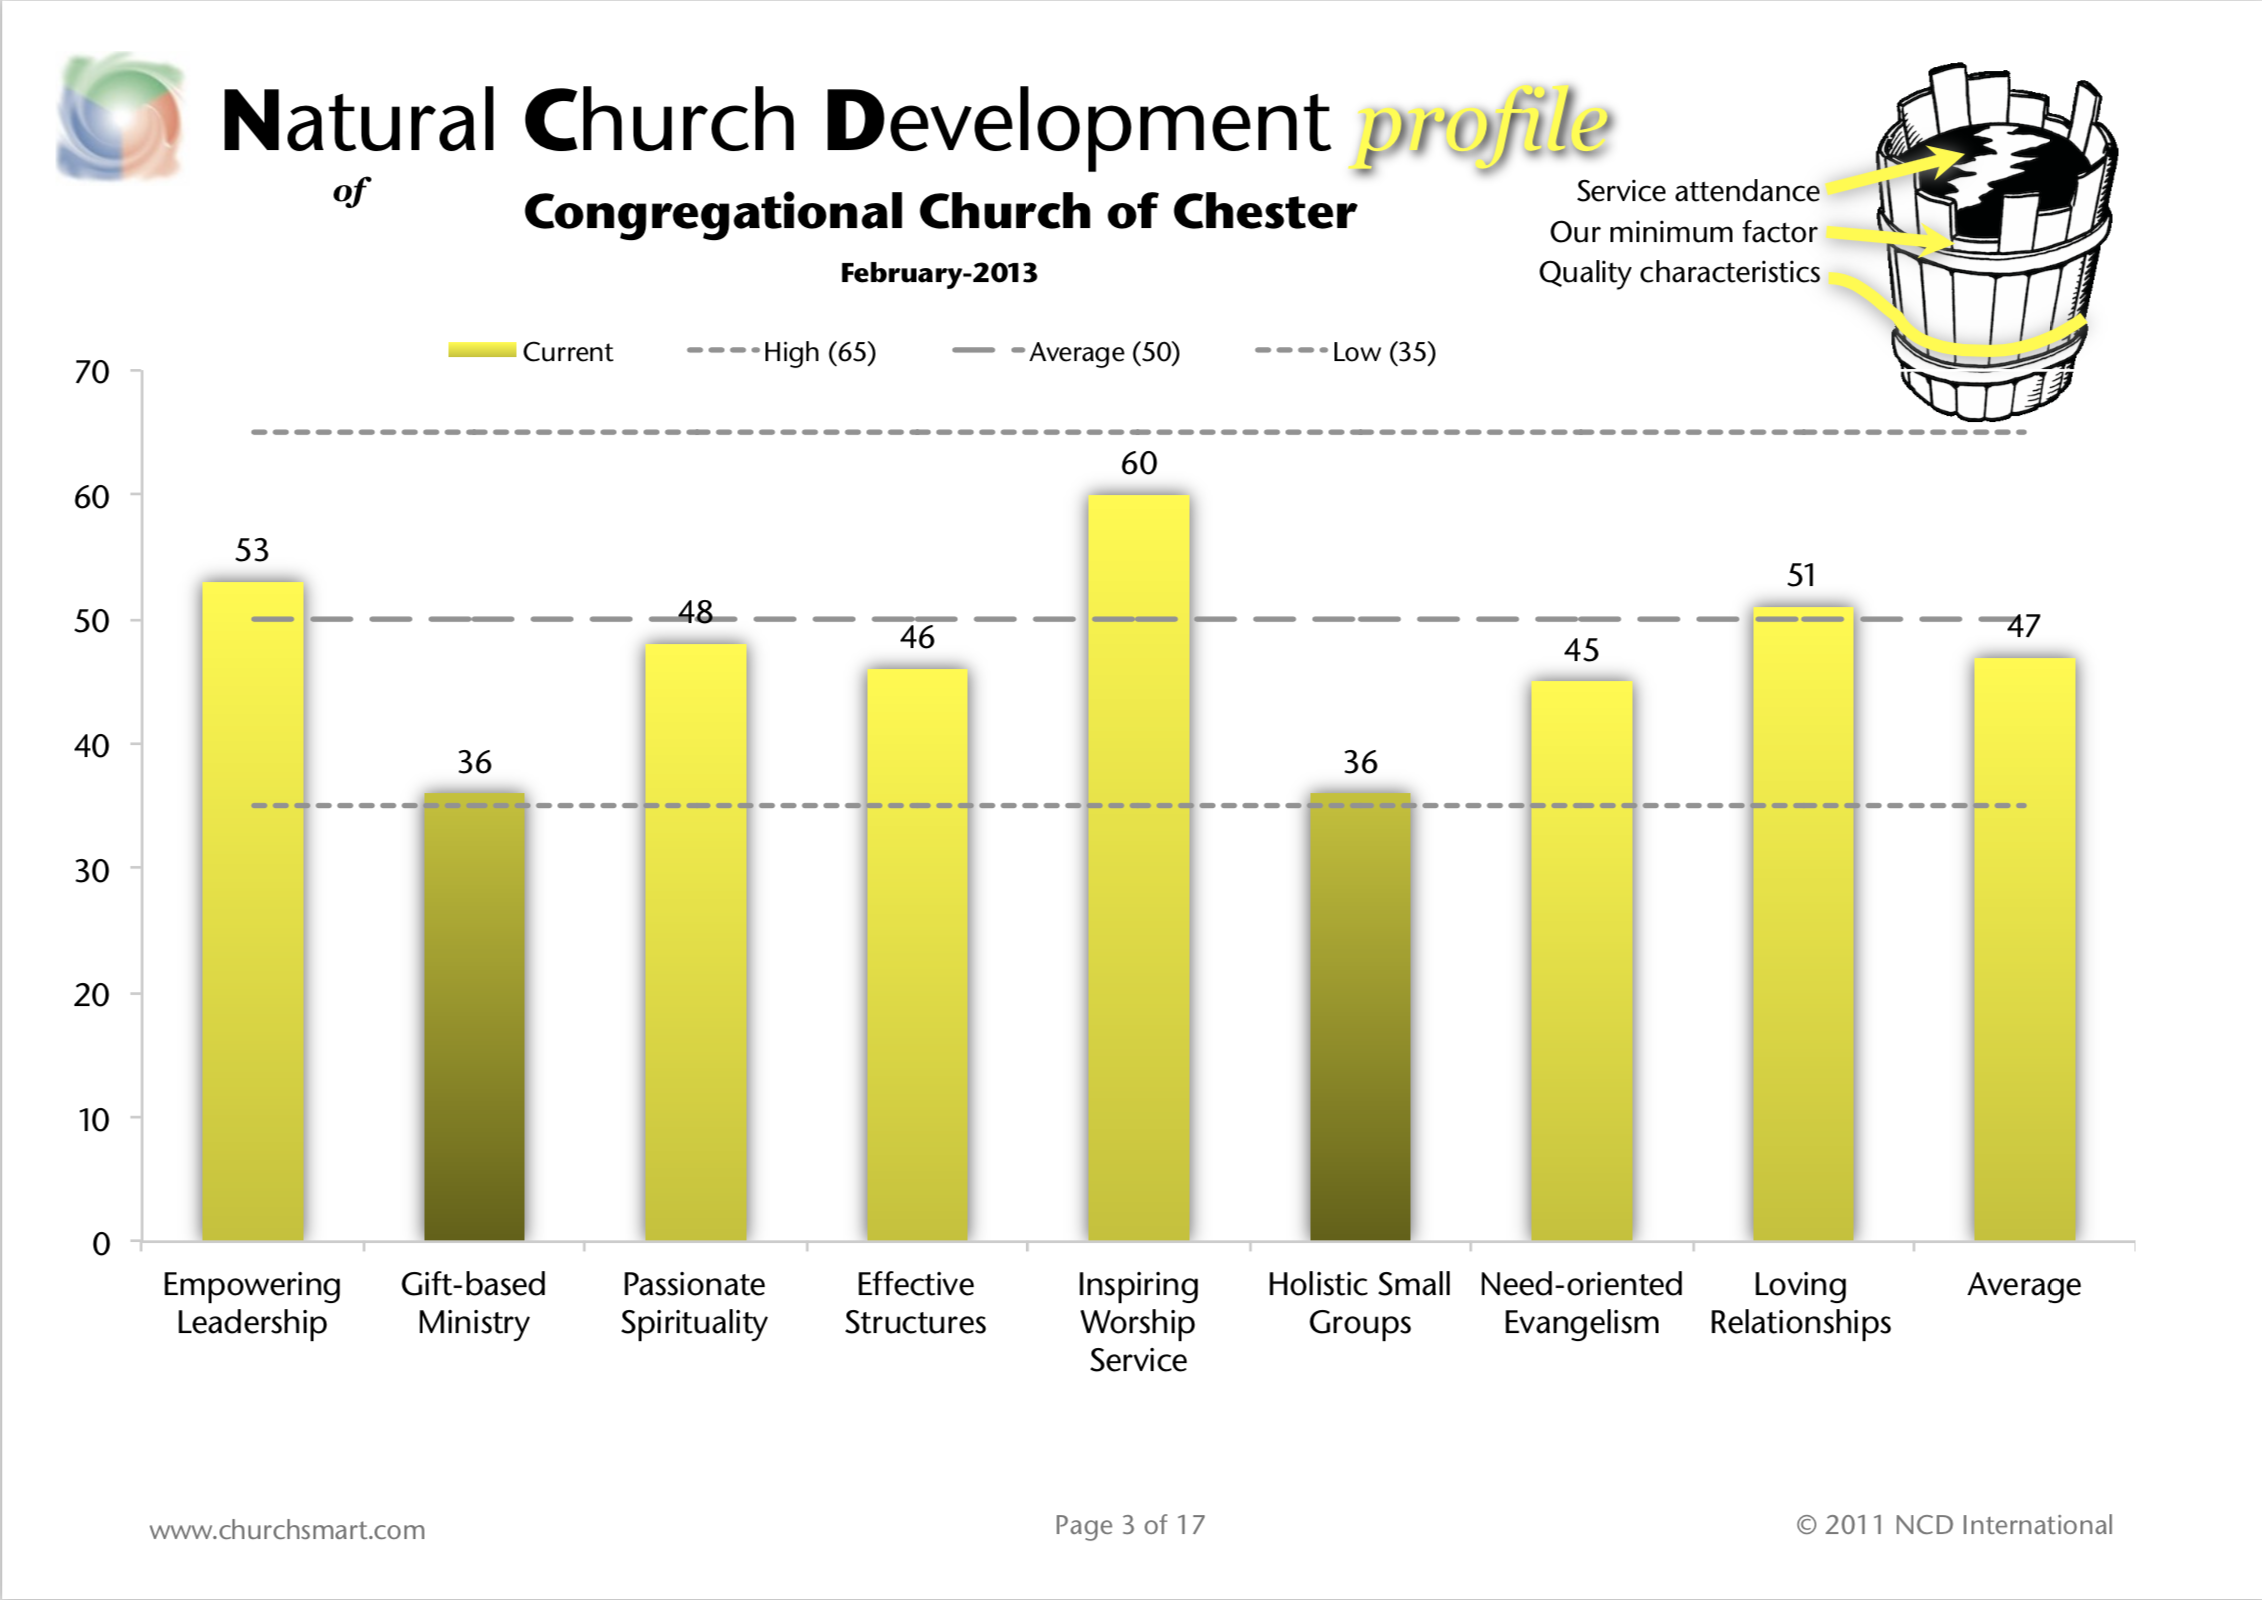 Natural Church Development profile
of
Congregational Church of Chester
February-2013
Service attendance
Our minimum factor
Quality characteristics
Current High (65) Average (50) Low (35)
70
60
50
40
30
20
10
0
53
36
48
46
60
36
45
51
47
Empowering Leadership
Gift-based Ministry
Passionate Spirituality
Effective Structures
Inspiring Worship Service
Holistic Small Groups
Need-oriented Evangelism
Loving Relationships
Average
www.churchsmart.com
Page 3 of 17
© 2011 NCD International